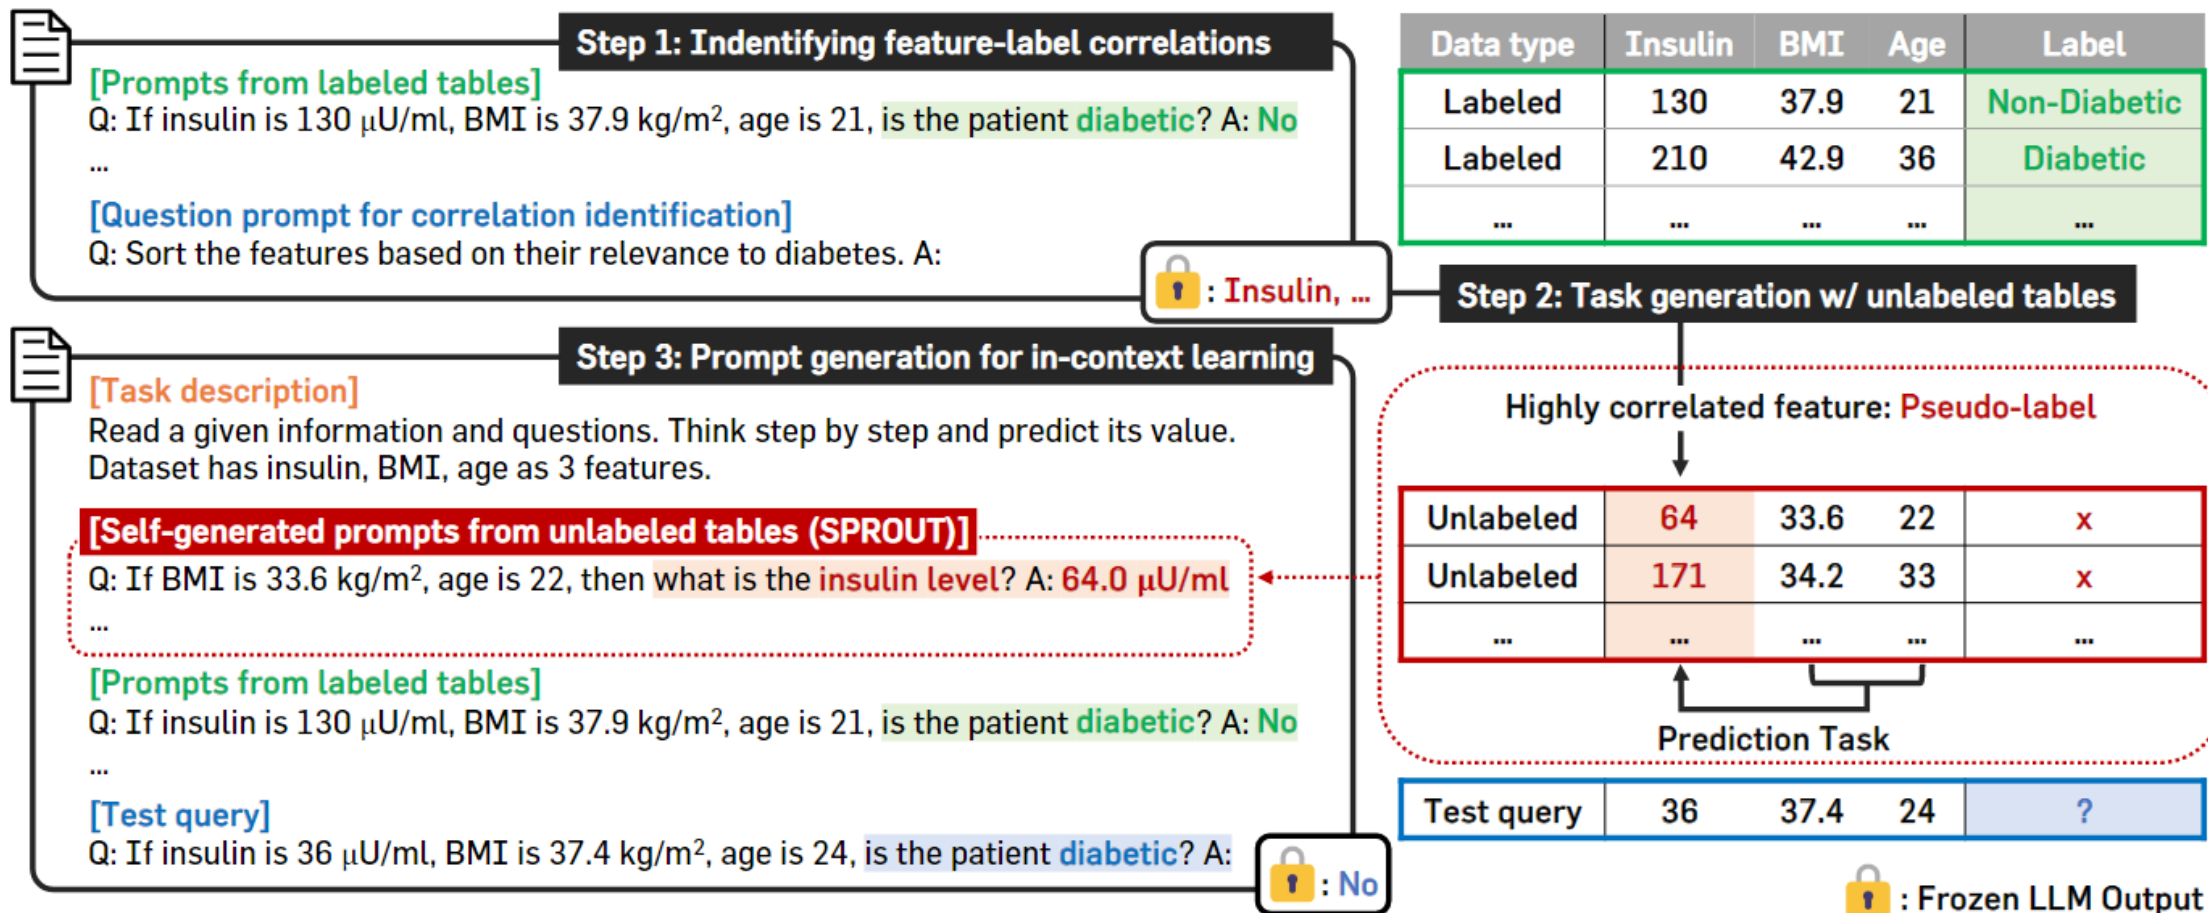 Step 1: Indentifying feature-label correlations
[Prompts from labeled tables]
Q: If insulin is 130 μU/ml, BMI is 37.9 kg/m², age is 21, is the patient diabetic? A: No
...
[Question prompt for correlation identification]
Q: Sort the features based on their relevance to diabetes. A:
: Insulin, ...
Data type Insulin BMI Age Label
Labeled 130 37.9 21 Non-Diabetic
Labeled 210 42.9 36 Diabetic
... ... ... ... ...
Step 2: Task generation w/ unlabeled tables
Highly correlated feature: Pseudo-label
Unlabeled 64 33.6 22 x
Unlabeled 171 34.2 33 x
... ... ... ... ...
Prediction Task
Step 3: Prompt generation for in-context learning
[Task description]
Read a given information and questions. Think step by step and predict its value.
Dataset has insulin, BMI, age as 3 features.
[Self-generated prompts from unlabeled tables (SPROUT)]
Q: If BMI is 33.6 kg/m², age is 22, then what is the insulin level? A: 64.0 μU/ml
...
[Prompts from labeled tables]
Q: If insulin is 130 μU/ml, BMI is 37.9 kg/m², age is 21, is the patient diabetic? A: No
...
[Test query]
Q: If insulin is 36 μU/ml, BMI is 37.4 kg/m², age is 24, is the patient diabetic? A:
: No
Test query 36 37.4 24 ?
: Frozen LLM Output